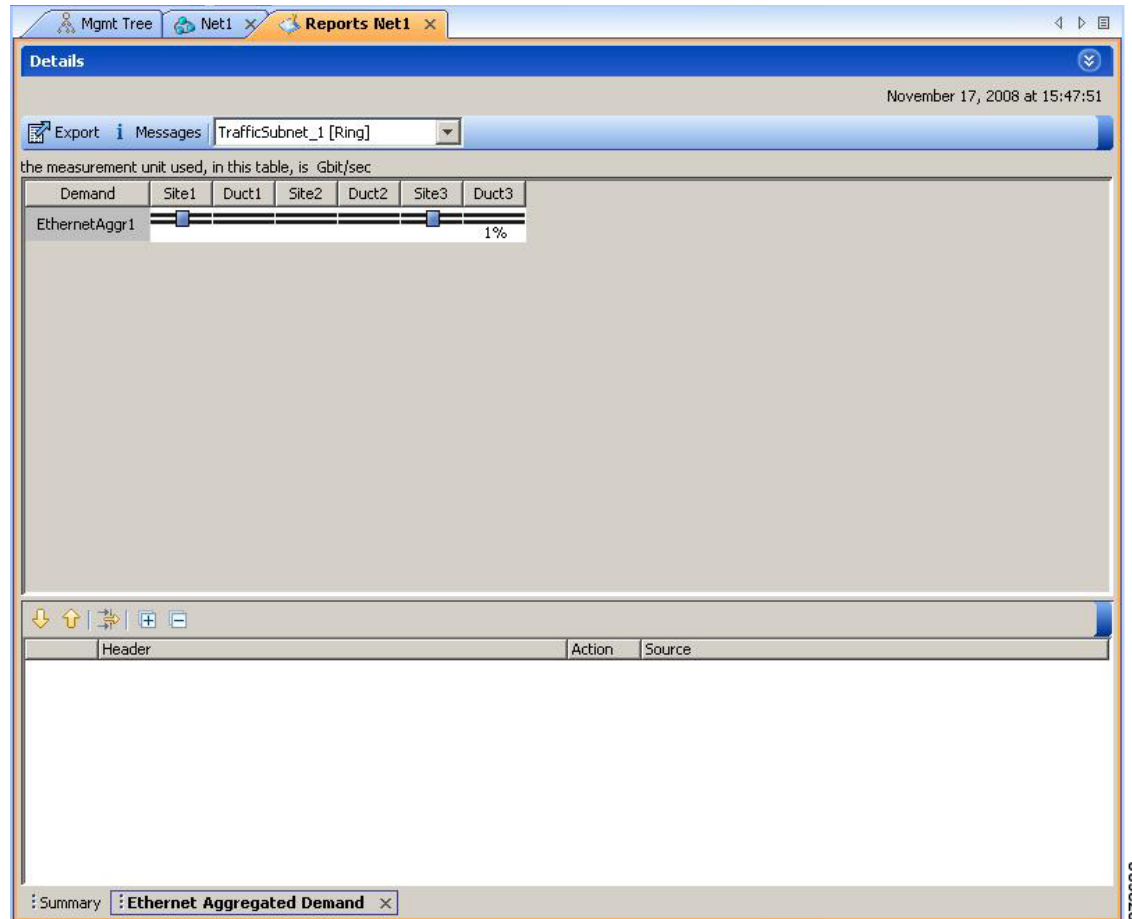 Mgmt Tree Net1 Reports Net1
Details
November 17, 2008 at 15:47:51
Export i Messages TrafficSubnet_1 [Ring]
the measurement unit used, in this table, is Gbit/sec
Demand Site1 Duct1 Site2 Duct2 Site3 Duct3
EthernetAggr1
1%
Header Action Source
Summary Ethernet Aggregated Demand